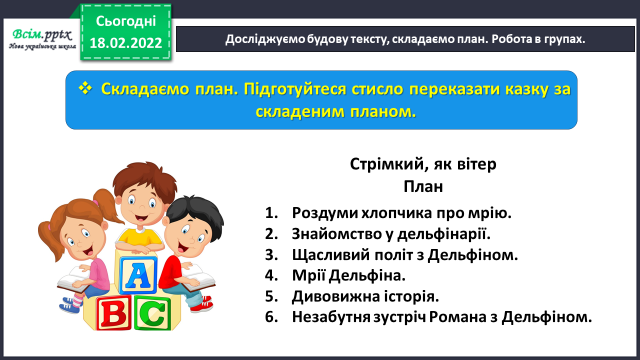 Всім.pptx
Нова українська школа
Сьогодні
18.02.2022
Досліджуємо будову тексту, складаємо план. Робота в групах.
❖ Складаємо план. Підготуйтеся стисло переказати казку за
складеним планом.
Стрімкий, як вітер
План
1. Роздуми хлопчика про мрію.
2. Знайомство у дельфінарії.
3. Щасливий політ з Дельфіном.
4. Мрії Дельфіна.
5. Дивовижна історія.
6. Незабутня зустріч Романа з Дельфіном.
A
B C